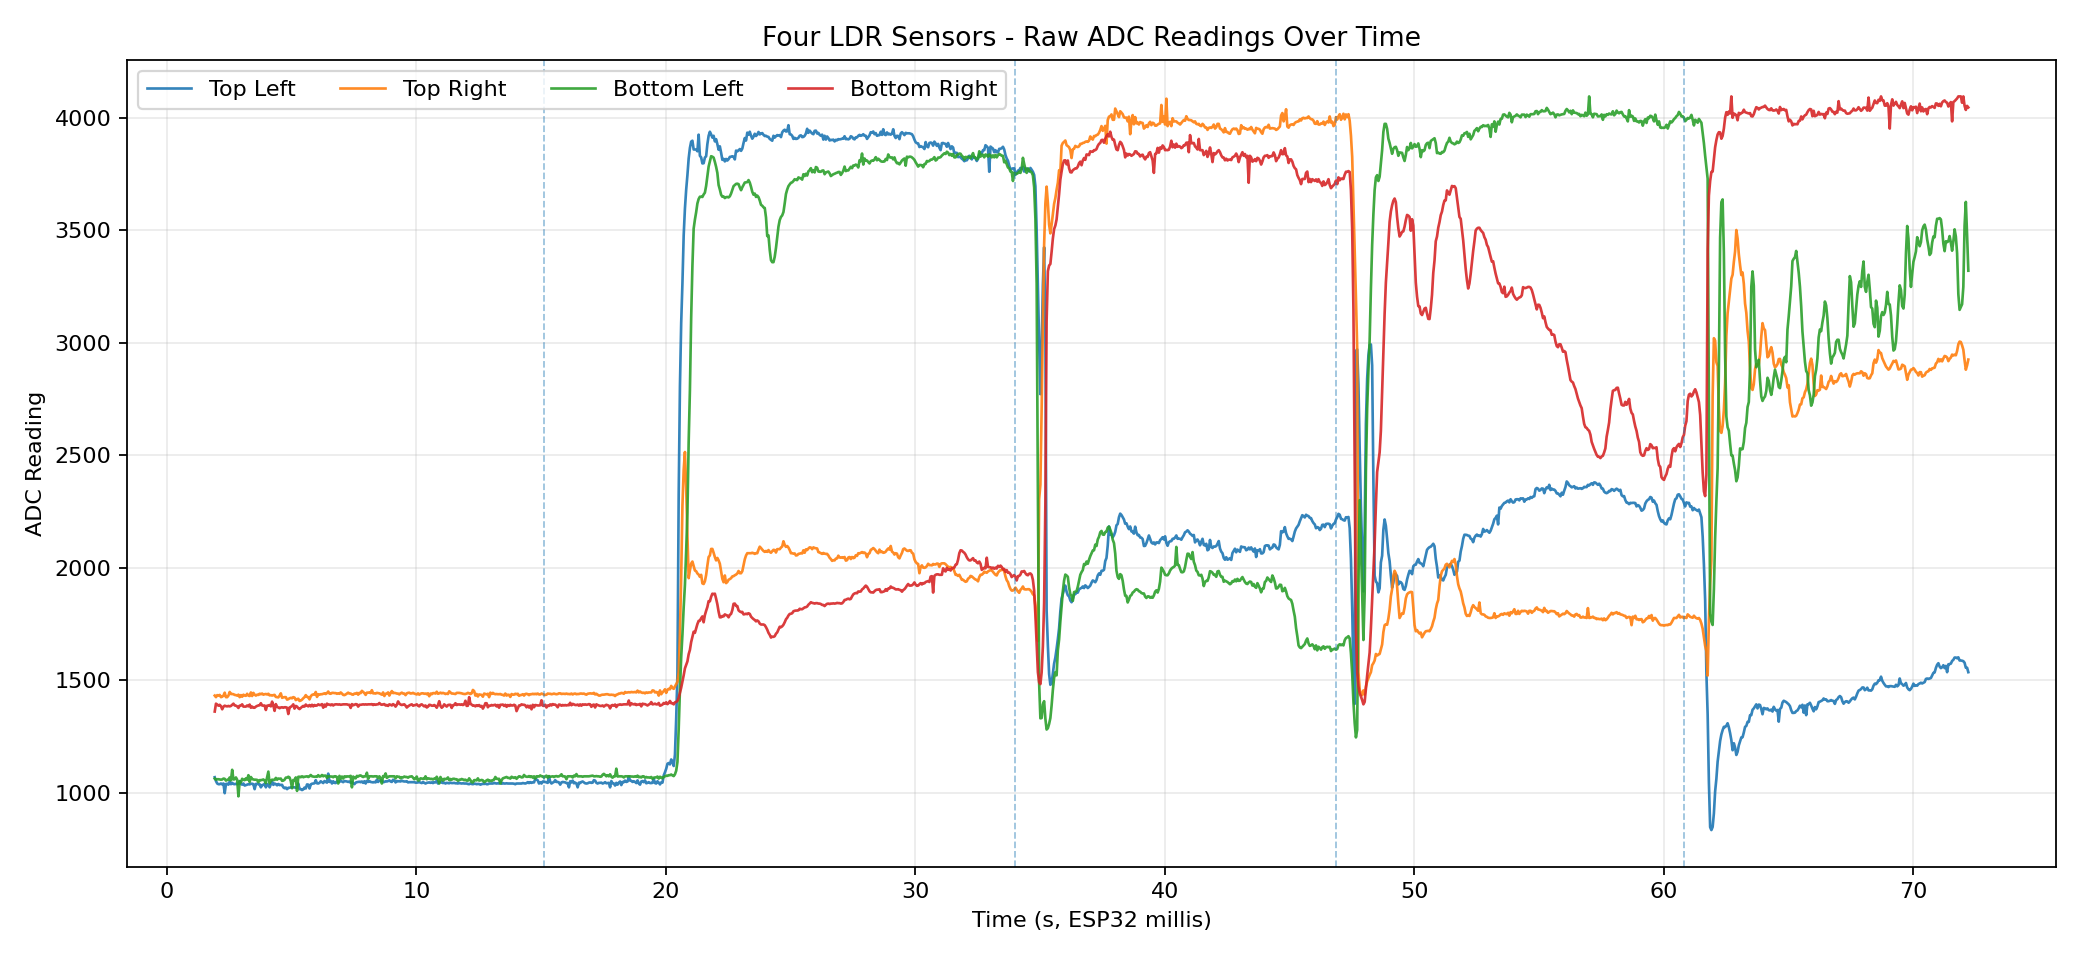 Four LDR Sensors - Raw ADC Readings Over Time
Top Left Top Right Bottom Left Bottom Right
ADC Reading
4000
3500
3000
2500
2000
1500
1000
0 10 20 30 40 50 60 70
Time (s, ESP32 millis)